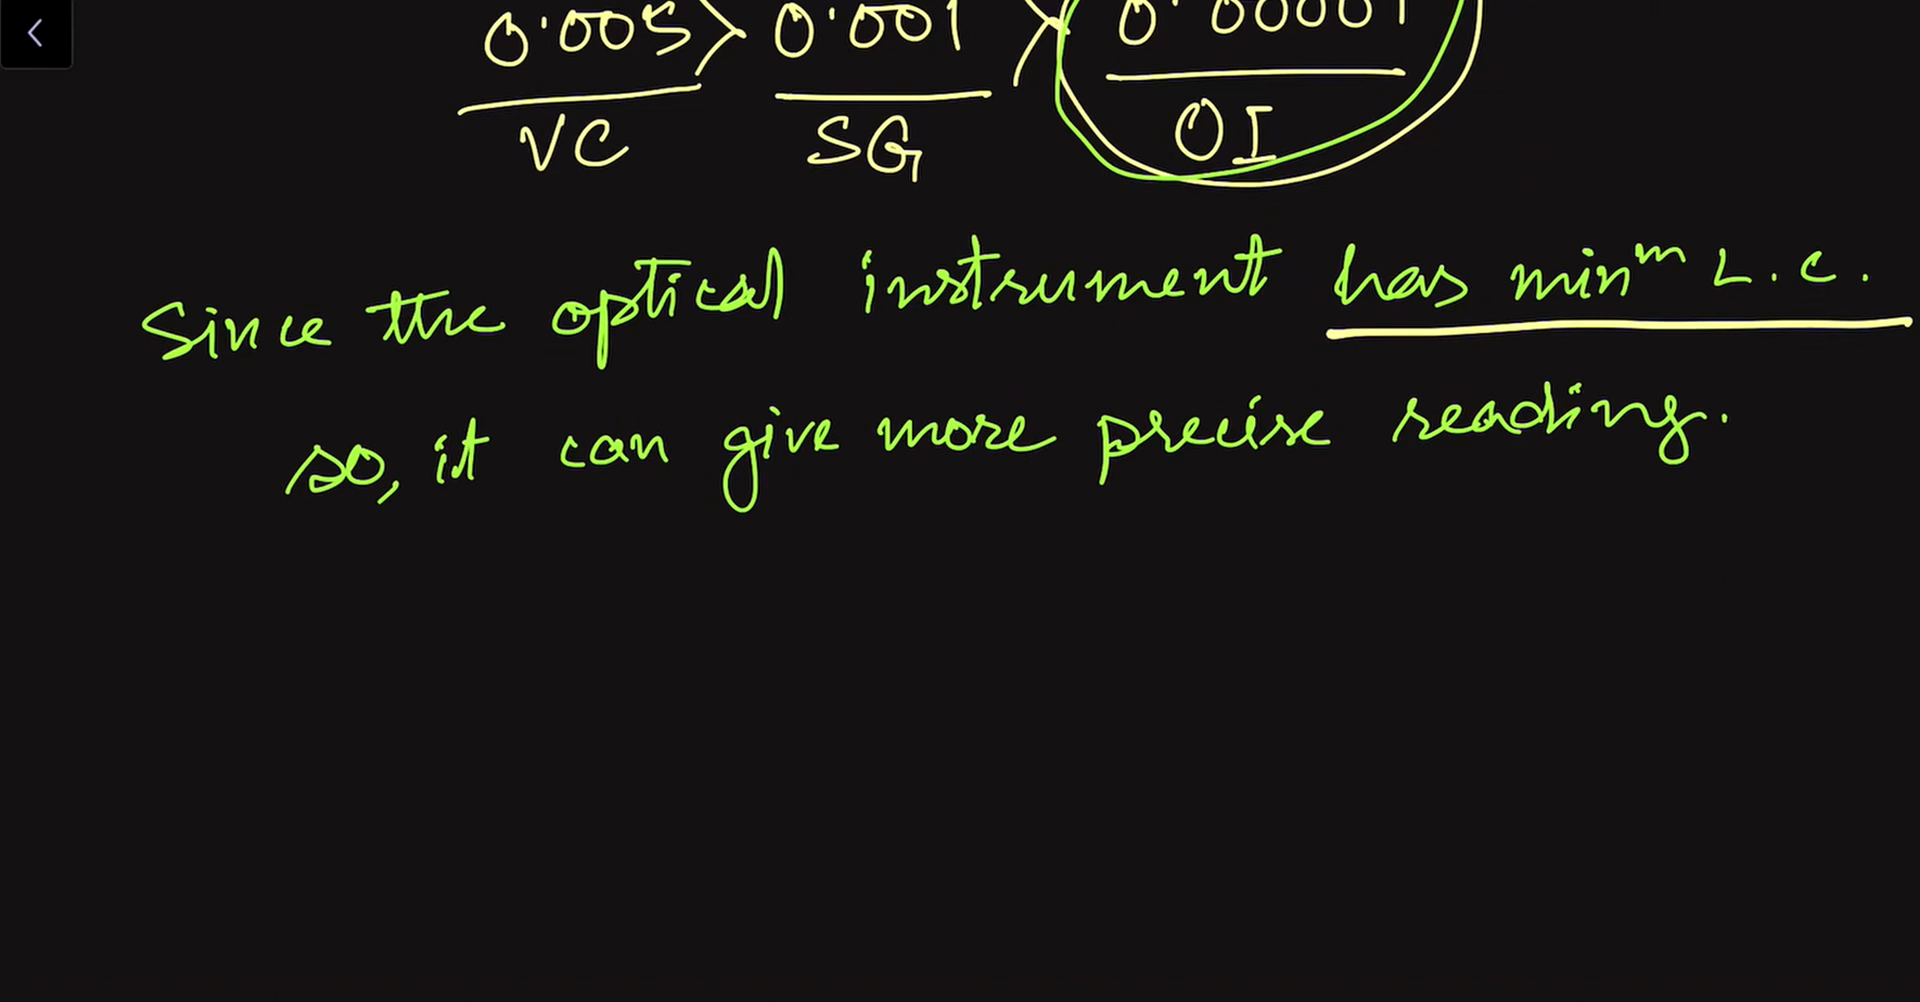 0.005 > 0.001 > 0.00001
VC SG OI
Since the optical instrument has minᵐ L.C.
so, it can give more precise reading.